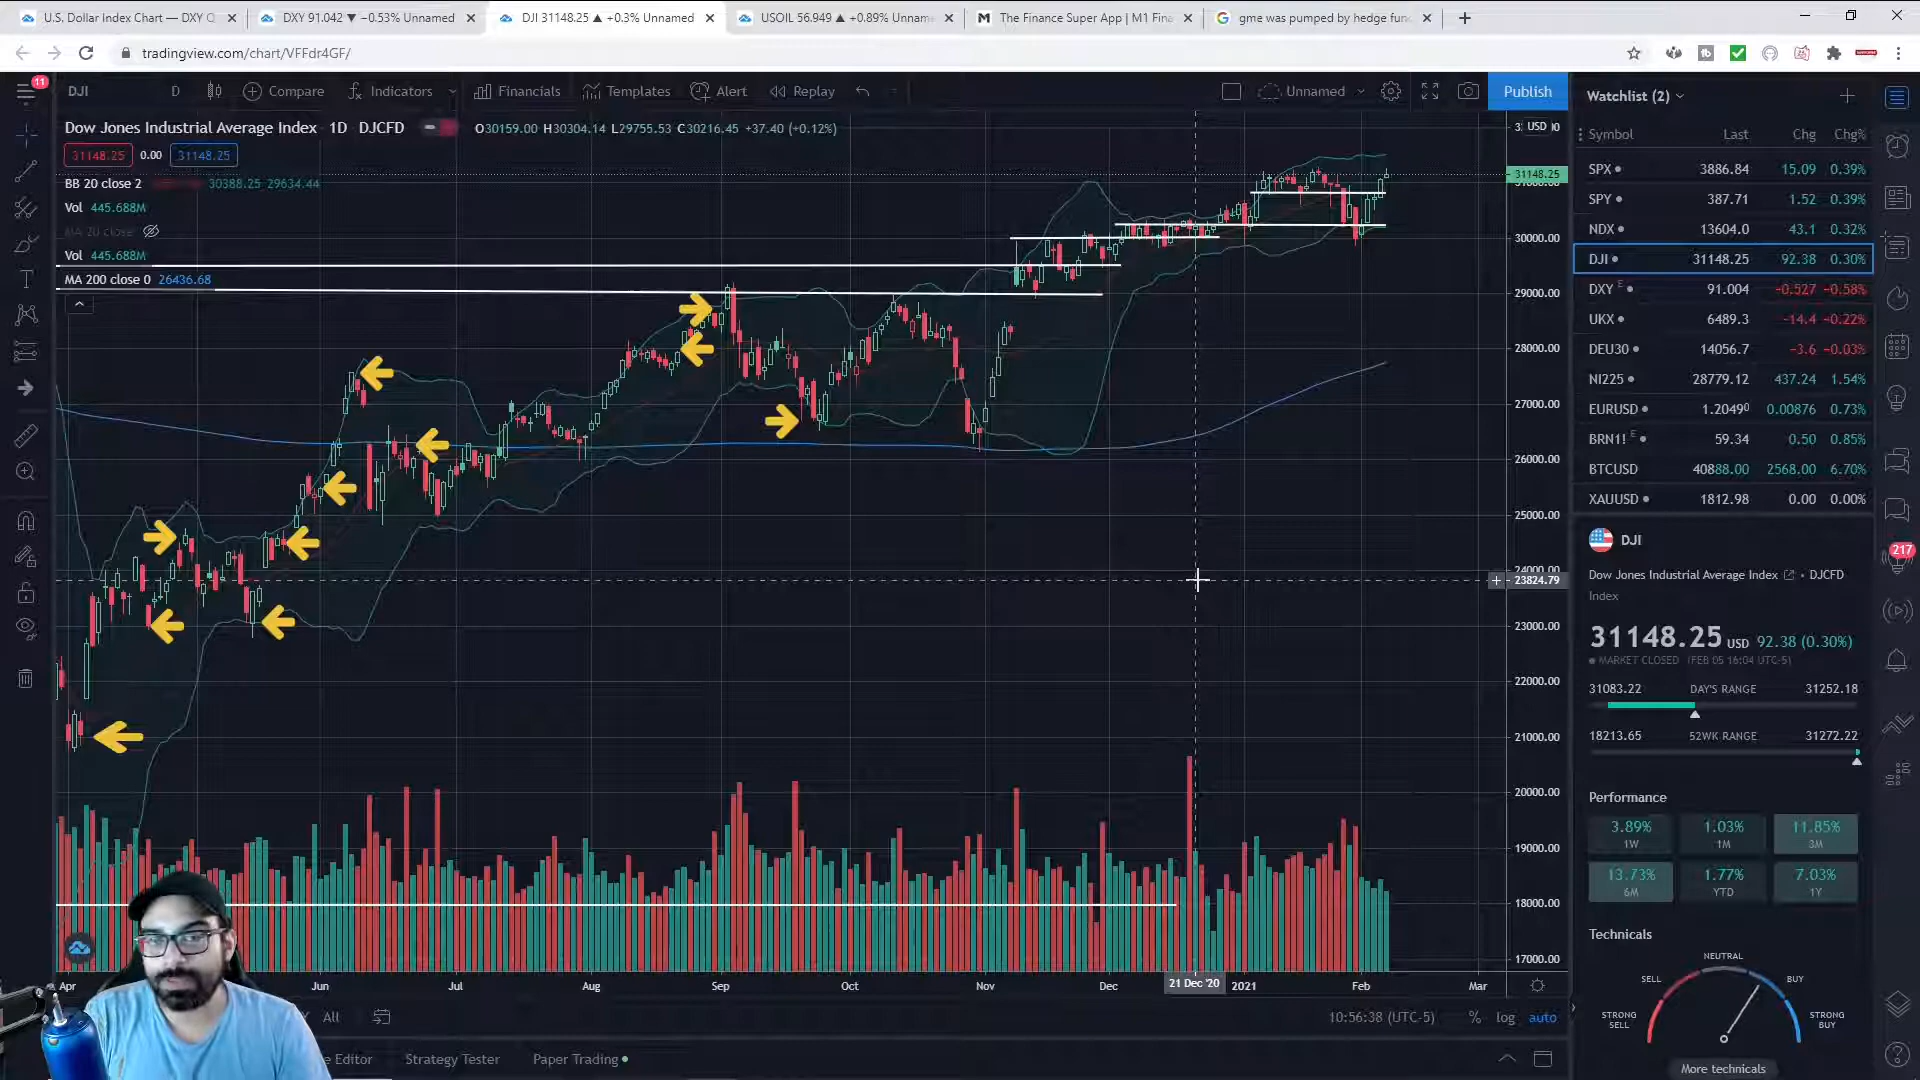 U.S. Dollar Index Chart — DXY Q
DXY 91.042 ▼ −0.53% Unnamed
DJI 31148.25 ▲ +0.3% Unnamed
USOIL 56.949 ▲ +0.89% Unnam
The Finance Super App | M1 Fina
gme was pumped by hedge fun
tradingview.com/chart/VFFdr4GF/
11
DJI
D
Compare
Indicators
Financials
Templates
Alert
Replay
Unnamed
Publish
Dow Jones Industrial Average Index 1D DJCFD
O30159.00 H30304.14 L29755.53 C30216.45 +37.40 (+0.12%)
31148.25 0.00 31148.25
BB 20 close 2
30388.25 29634.44
Vol 445.688M
MA 20 close
Vol 445.688M
MA 200 close 0 26436.68
USD
31148.25
31000.00
30000.00
29000.00
28000.00
27000.00
26000.00
25000.00
24000.00
23824.79
23000.00
22000.00
21000.00
20000.00
19000.00
18000.00
17000.00
Apr
Jun
Jul
Aug
Sep
Oct
Nov
Dec
21 Dec '20
2021
Feb
Mar
All
10:56:38 (UTC-5)
%
log
auto
e Editor
Strategy Tester
Paper Trading
Watchlist (2)
Symbol Last Chg Chg%
SPX 3886.84 15.09 0.39%
SPY 387.71 1.52 0.39%
NDX 13604.0 43.1 0.32%
DJI 31148.25 92.38 0.30%
DXY E 91.004 −0.527 −0.58%
UKX 6489.3 −14.4 −0.22%
DEU30 14056.7 −3.6 −0.03%
NI225 28779.12 437.24 1.54%
EURUSD 1.20490 0.00876 0.73%
BRN1! E 59.34 0.50 0.85%
BTCUSD 40888.00 2568.00 6.70%
XAUUSD 1812.98 0.00 0.00%
DJI
217
Dow Jones Industrial Average Index • DJCFD
Index
31148.25 USD 92.38 (0.30%)
MARKET CLOSED (FEB 05 16:04 UTC-5)
31083.22 DAY'S RANGE 31252.18
18213.65 52WK RANGE 31272.22
Performance
3.89% 1.03% 11.85%
1W 1M 3M
13.73% 1.77% 7.03%
6M YTD 1Y
Technicals
NEUTRAL
SELL
BUY
STRONG SELL
STRONG BUY
More technicals